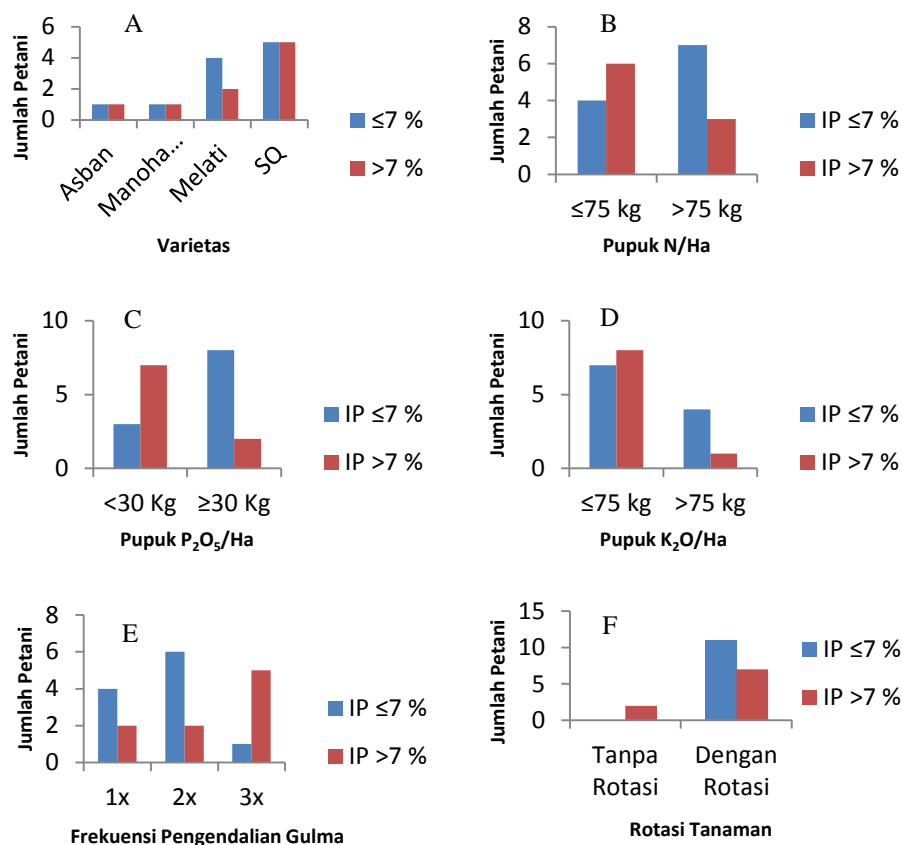 A
Jumlah Petani
6
4
2
0
Asban
Manoha...
Melati
SQ
Varietas
≤7 %
>7 %
B
Jumlah Petani
8
6
4
2
0
≤75 kg >75 kg
Pupuk N/Ha
IP ≤7 %
IP >7 %
C
Jumlah Petani
10
5
0
<30 Kg ≥30 Kg
Pupuk P₂O₅/Ha
IP ≤7 %
IP >7 %
D
Jumlah Petani
10
5
0
≤75 kg >75 kg
Pupuk K₂O/Ha
IP ≤7 %
IP >7 %
E
Jumlah Petani
8
6
4
2
0
1x 2x 3x
Frekuensi Pengendalian Gulma
IP ≤7 %
IP >7 %
F
Jumlah Petani
15
10
5
0
Tanpa Rotasi
Dengan Rotasi
Rotasi Tanaman
IP ≤7 %
IP >7 %